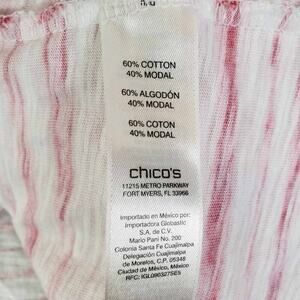 60% COTTON
40% MODAL
60% ALGODÓN
40% MODAL
60% COTON
40% MODAL
chico's
11215 METRO PARKWAY
FORT MYERS, FL 33966
Importado en México por:
Importadora Globastic
S.A. de C.V.
Mario Pani No. 200
Colonia Santa Fe Cuajimalpa
Delegación Cuajimalpa
de Morelos, C.P. 05348
Ciudad de México, México
RFC: IGL090327SE5